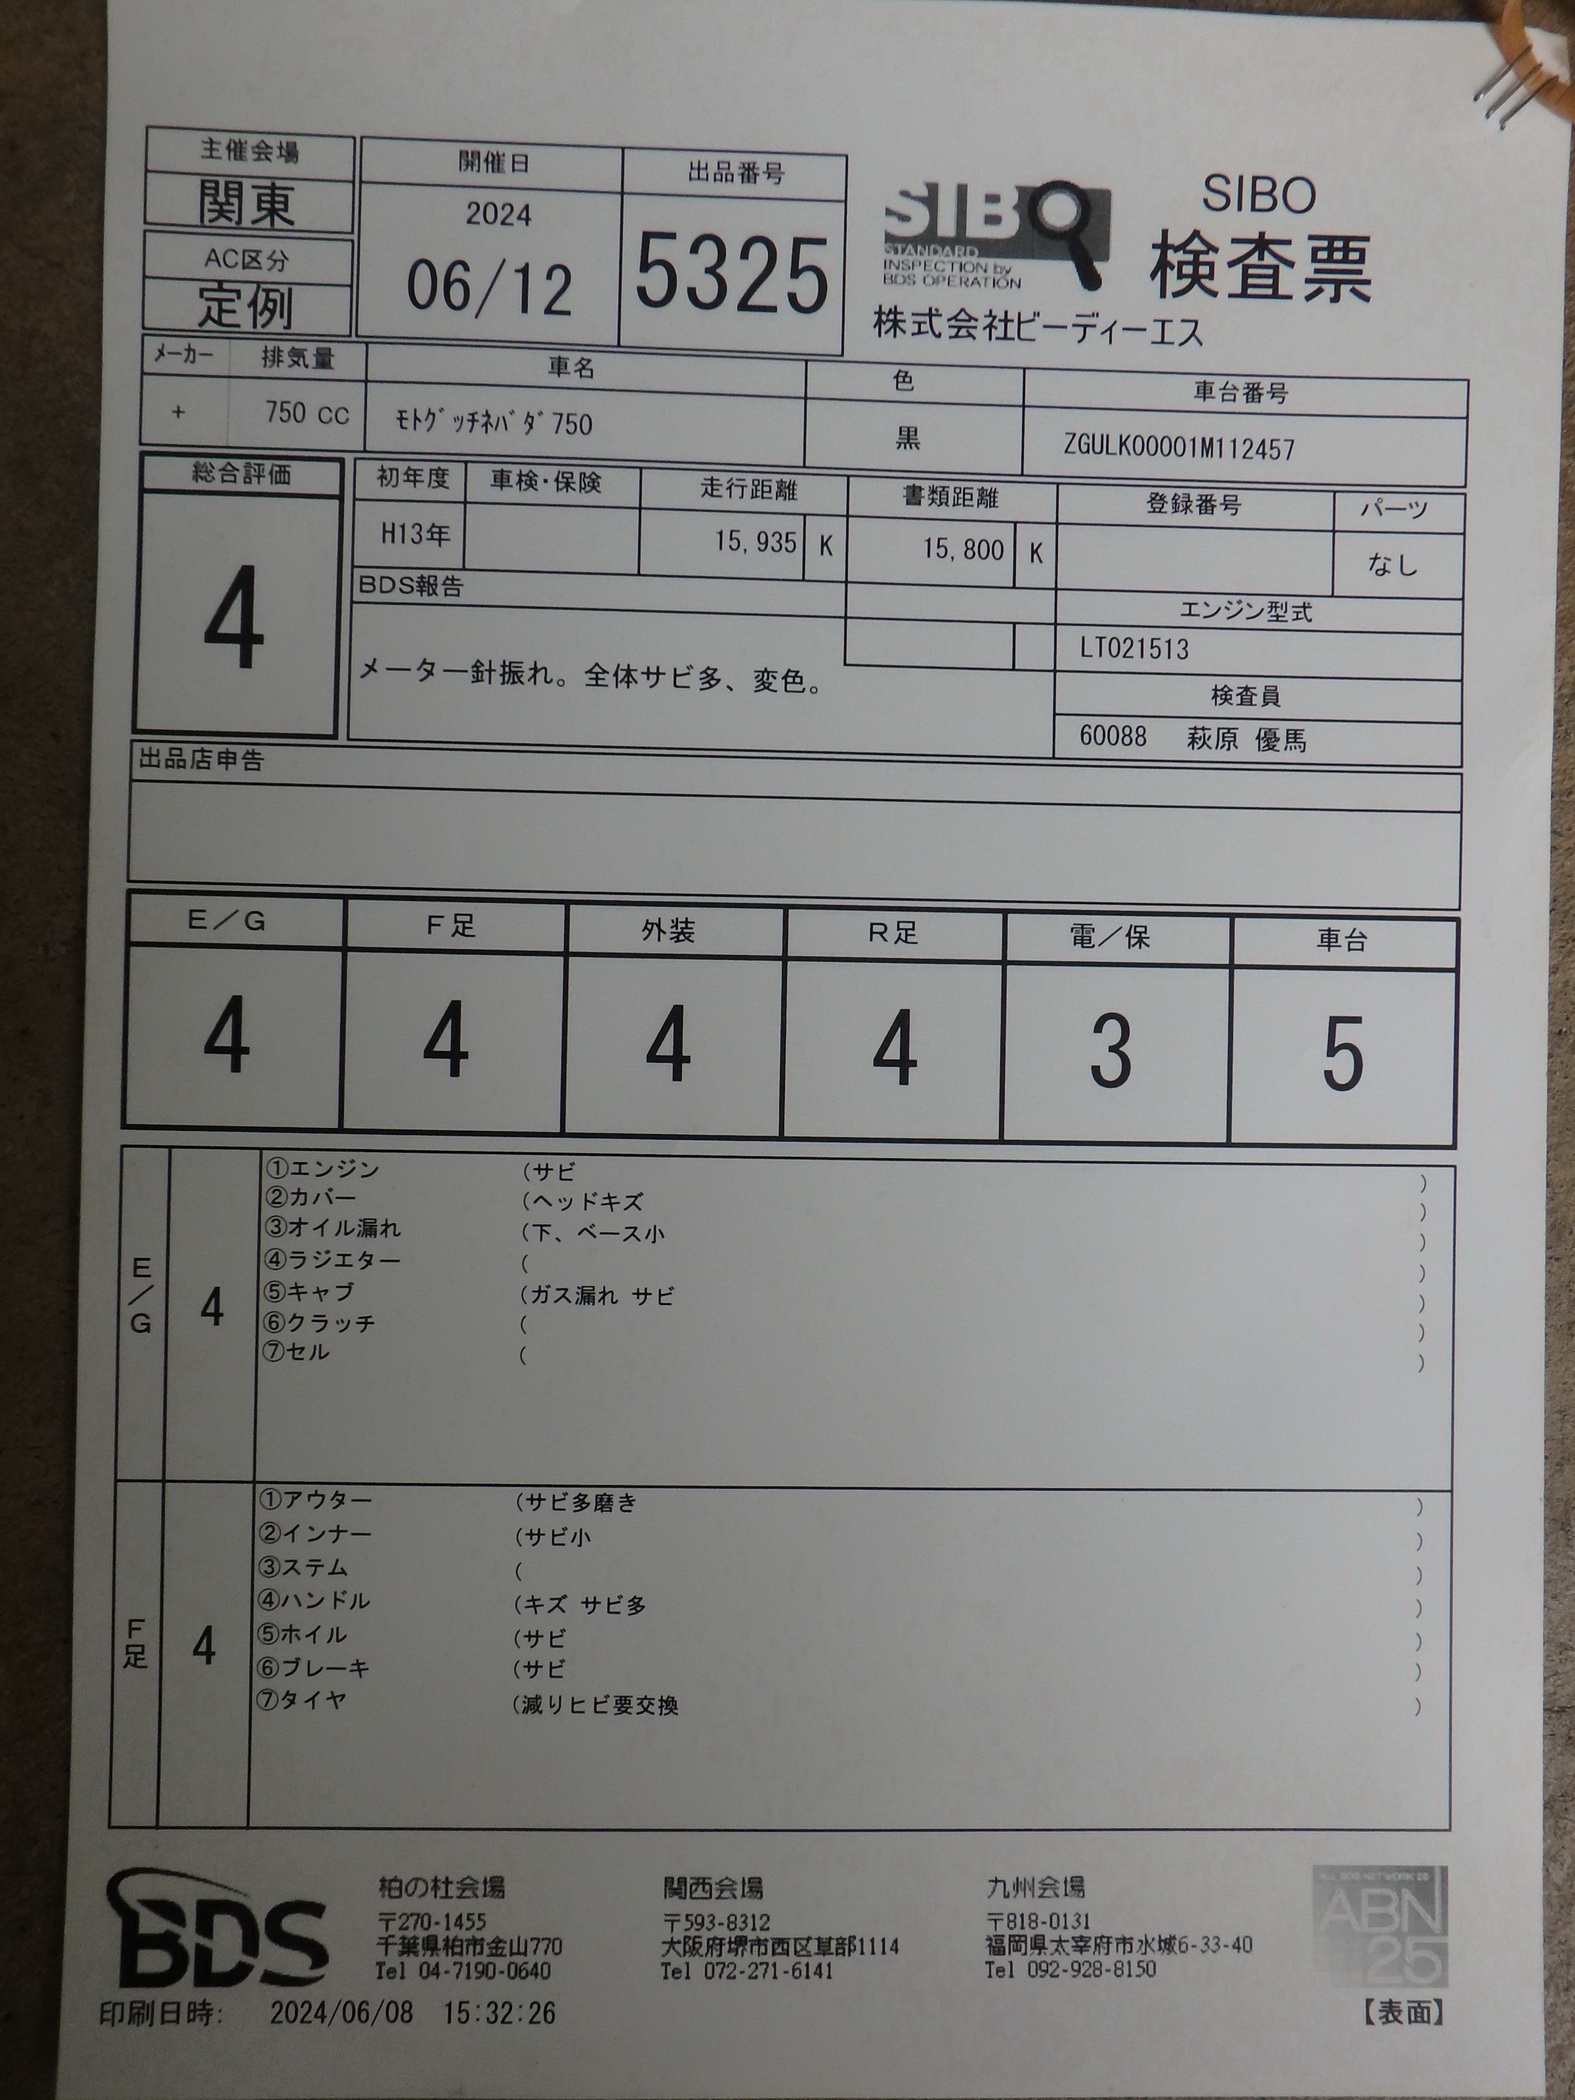 主催会場
関東
AC区分
定例
開催日
2024
06/12
出品番号
5325
SIBO
STANDARD
INSPECTION by
BDS OPERATION
SIBO
検査票
株式会社ビーディーエス
メーカー 排気量 車名 色 車台番号
+ 750 CC ﾓﾄｸﾞｯﾁﾈﾊﾞﾀﾞ750 黒 ZGULK00001M112457
総合評価
4
初年度 車検・保険 走行距離 書類距離 登録番号 パーツ
H13年 15,935 K 15,800 K なし
BDS報告
メーター針振れ。全体サビ多、変色。
エンジン型式
LT021513
検査員
60088 萩原 優馬
出品店申告
E/G F足 外装 R足 電/保 車台
4 4 4 4 3 5
E/G
4
①エンジン (サビ )
②カバー (ヘッドキズ )
③オイル漏れ (下、ベース小 )
④ラジエター ( )
⑤キャブ (ガス漏れ サビ )
⑥クラッチ ( )
⑦セル ( )
F足
4
①アウター (サビ多磨き )
②インナー (サビ小 )
③ステム ( )
④ハンドル (キズ サビ多 )
⑤ホイル (サビ )
⑥ブレーキ (サビ )
⑦タイヤ (減りヒビ要交換 )
BDS
柏の杜会場
〒270-1455
千葉県柏市金山770
Tel 04-7190-0640
関西会場
〒593-8312
大阪府堺市西区草部1114
Tel 072-271-6141
九州会場
〒818-0131
福岡県太宰府市水城6-33-40
Tel 092-928-8150
ALL BDS NETWORK 25
ABN
25
印刷日時: 2024/06/08 15:32:26
【表面】